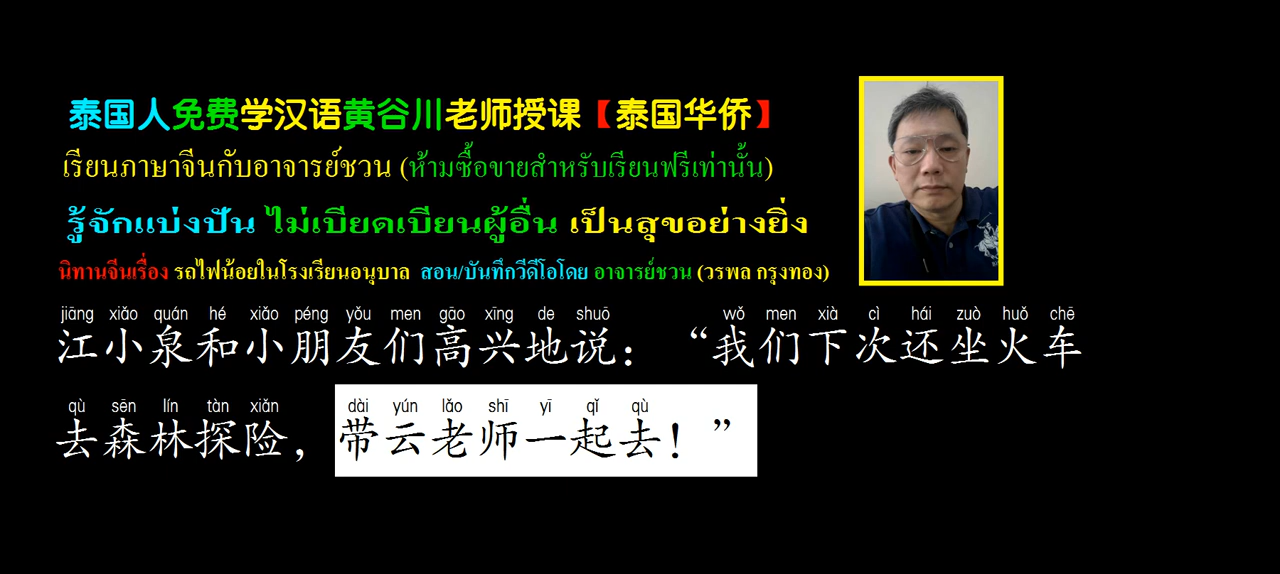 泰国人免费学汉语黄谷川老师授课【泰国华侨】
เรียนภาษาจีนกับอาจารย์ชวน (ห้ามซื้อขายสำหรับเรียนฟรีเท่านั้น)
รู้จักแบ่งปัน ไม่เบียดเบียนผู้อื่น เป็นสุขอย่างยิ่ง
นิทานจีนเรื่อง รถไฟน้อยในโรงเรียนอนุบาล สอน/บันทึกวีดีโอโดย อาจารย์ชวน (วรพล กรุงทอง)
jiāng xiǎo quán hé xiǎo péng yǒu men gāo xīng de shuō wǒ men xià cì hái zuò huǒ chē
江小泉和小朋友们高兴地说：“我们下次还坐火车
qù sēn lín tàn xiǎn dài yún lǎo shī yī qǐ qù
去森林探险，带云老师一起去！”